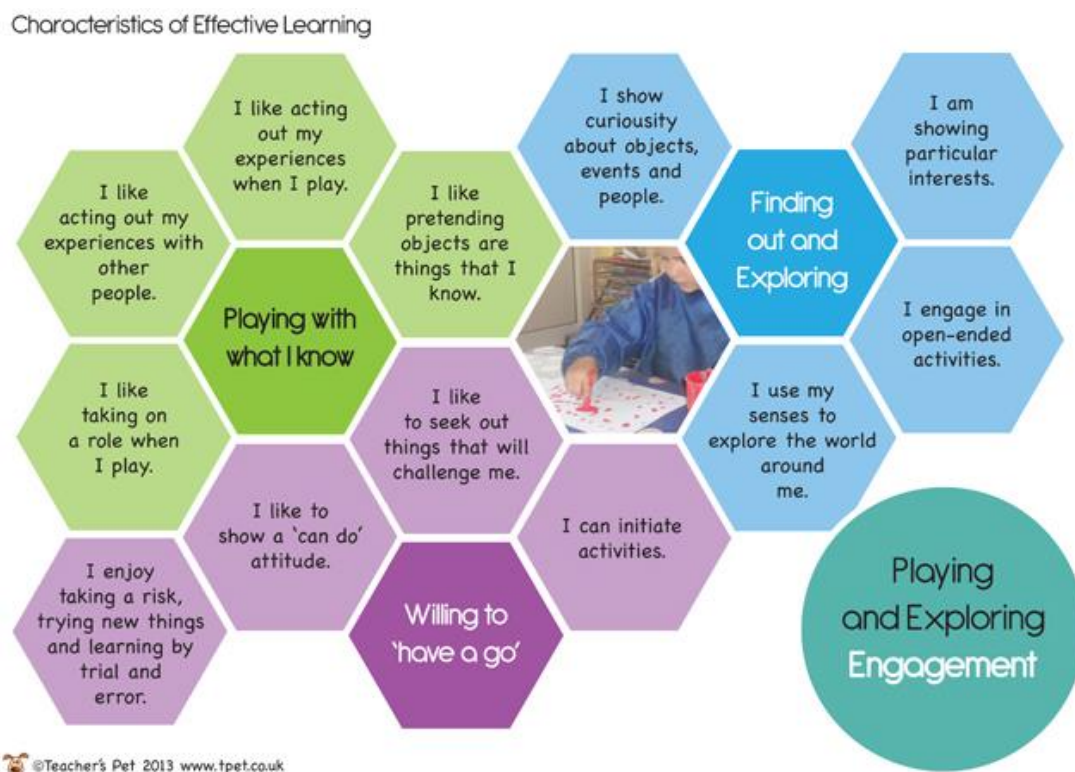 Characteristics of Effective Learning
I like acting
out my
experiences
when I play.
I like
acting out my
experiences with
other
people.
I like
pretending
objects are
things that I
know.
Playing with
what I know
I like
taking on
a role when
I play.
I show
curiousity
about objects,
events and
people.
Finding
out and
Exploring
I am
showing
particular
interests.
I engage in
open-ended
activities.
I use my
senses to
explore the world
around
me.
I like
to seek out
things that will
challenge me.
I like to
show a ‘can do’
attitude.
I can initiate
activities.
I enjoy
taking a risk,
trying new things
and learning by
trial and
error.
Willing to
‘have a go’
Playing
and Exploring
Engagement
©Teacher's Pet 2013 www.tpet.co.uk